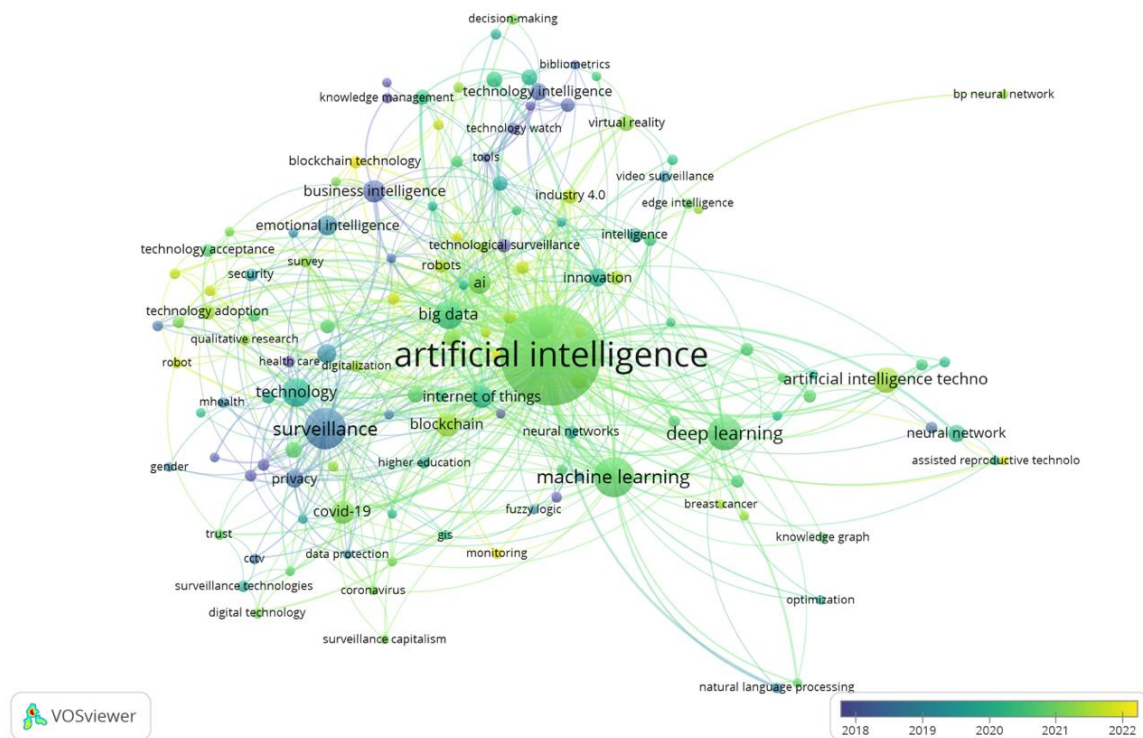 decision-making
bibliometrics
technology intelligence
knowledge management
bp neural network
virtual reality
technology watch
tools
blockchain technology
video surveillance
business intelligence
industry 4.0
edge intelligence
emotional intelligence
intelligence
technological surveillance
technology acceptance
survey
robots
security
innovation
ai
technology adoption
big data
qualitative research
artificial intelligence
robot
health care
digitalization
artificial intelligence techno
technology
internet of things
mhealth
blockchain
surveillance
neural networks
deep learning
neural network
higher education
assisted reproductive technolo
gender
privacy
machine learning
breast cancer
covid-19
fuzzy logic
trust
gis
knowledge graph
cctv
data protection
monitoring
surveillance technologies
coronavirus
optimization
digital technology
surveillance capitalism
natural language processing
VOSviewer
2018 2019 2020 2021 2022